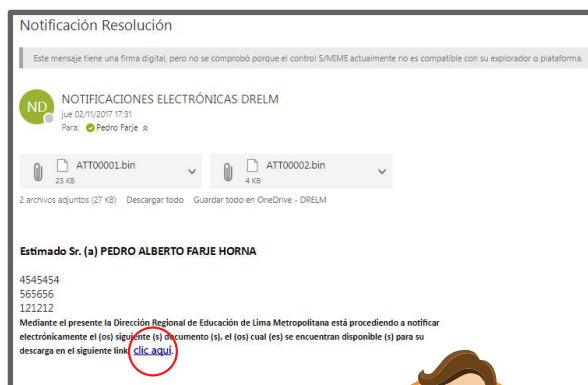 Notificación Resolución
Este mensaje tiene una firma digital, pero no se comprobó porque el control S/MIME actualmente no es compatible con su explorador o plataforma.
ND
NOTIFICACIONES ELECTRÓNICAS DRELM
jue 02/11/2017 17:31
Para: Pedro Farje
ATT00001.bin
23 KB
ATT00002.bin
4 KB
2 archivos adjuntos (27 KB) Descargar todo Guardar todo en OneDrive - DRELM
Estimado Sr. (a) PEDRO ALBERTO FARJE HORNA
4545454
565656
121212
Mediante el presente la Dirección Regional de Educación de Lima Metropolitana está procediendo a notificar
electrónicamente el (os) siguiente (s) documento (s), el (os) cual (es) se encuentran disponible (s) para su
descarga en el siguiente link: clic aquí.